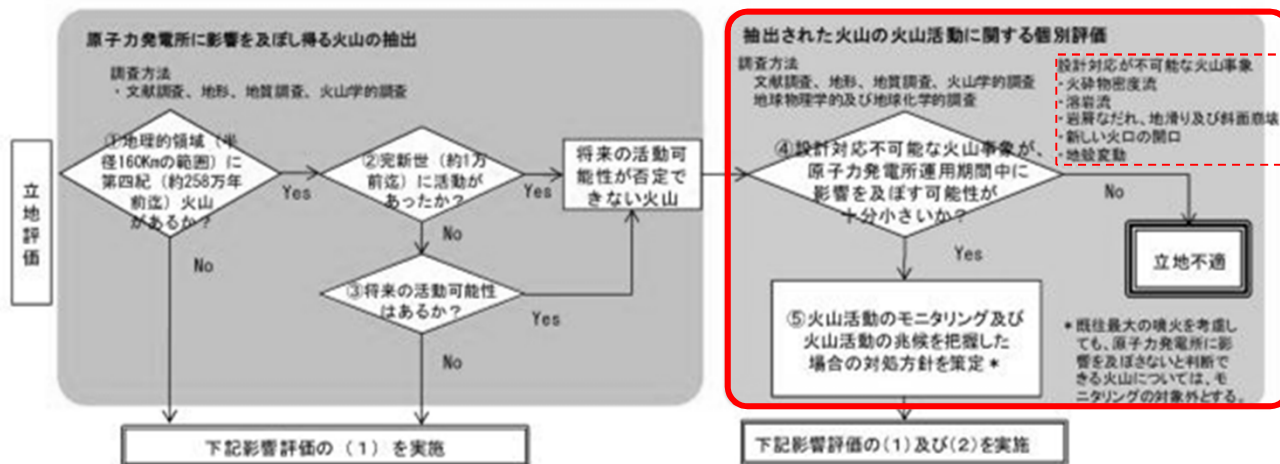 原子力発電所に影響を及ぼし得る火山の抽出
調査方法
・文献調査、地形、地質調査、火山学的調査
立地評価
①地理的領域（半
径160Kmの範囲）に
第四紀（約258万年
前迄）火山
があるか？
Yes
No
②完新世（約1万
前迄）に活動が
あったか？
Yes
No
③将来の活動可能性
はあるか？
Yes
No
将来の活動可
能性が否定で
きない火山
下記影響評価の（１）を実施
抽出された火山の火山活動に関する個別評価
調査方法
文献調査、地形、地質調査、火山学的調査
地球物理学的及び地球化学的調査
設計対応が不可能な火山事象
・火砕物密度流
・溶岩流
・岩屑なだれ、地滑り及び斜面崩壊
・新しい火口の開口
・地殻変動
④設計対応不可能な火山事象が、
原子力発電所運用期間中に
影響を及ぼす可能性が
十分小さいか？
No
Yes
立地不適
⑤火山活動のモニタリング及び
火山活動の兆候を把握した
場合の対処方針を策定＊
＊既往最大の噴火を考慮し
ても、原子力発電所に影
響を及ぼさないと判断で
きる火山については、モ
ニタリングの対象外とする。
下記影響評価の(１)及び(２)を実施